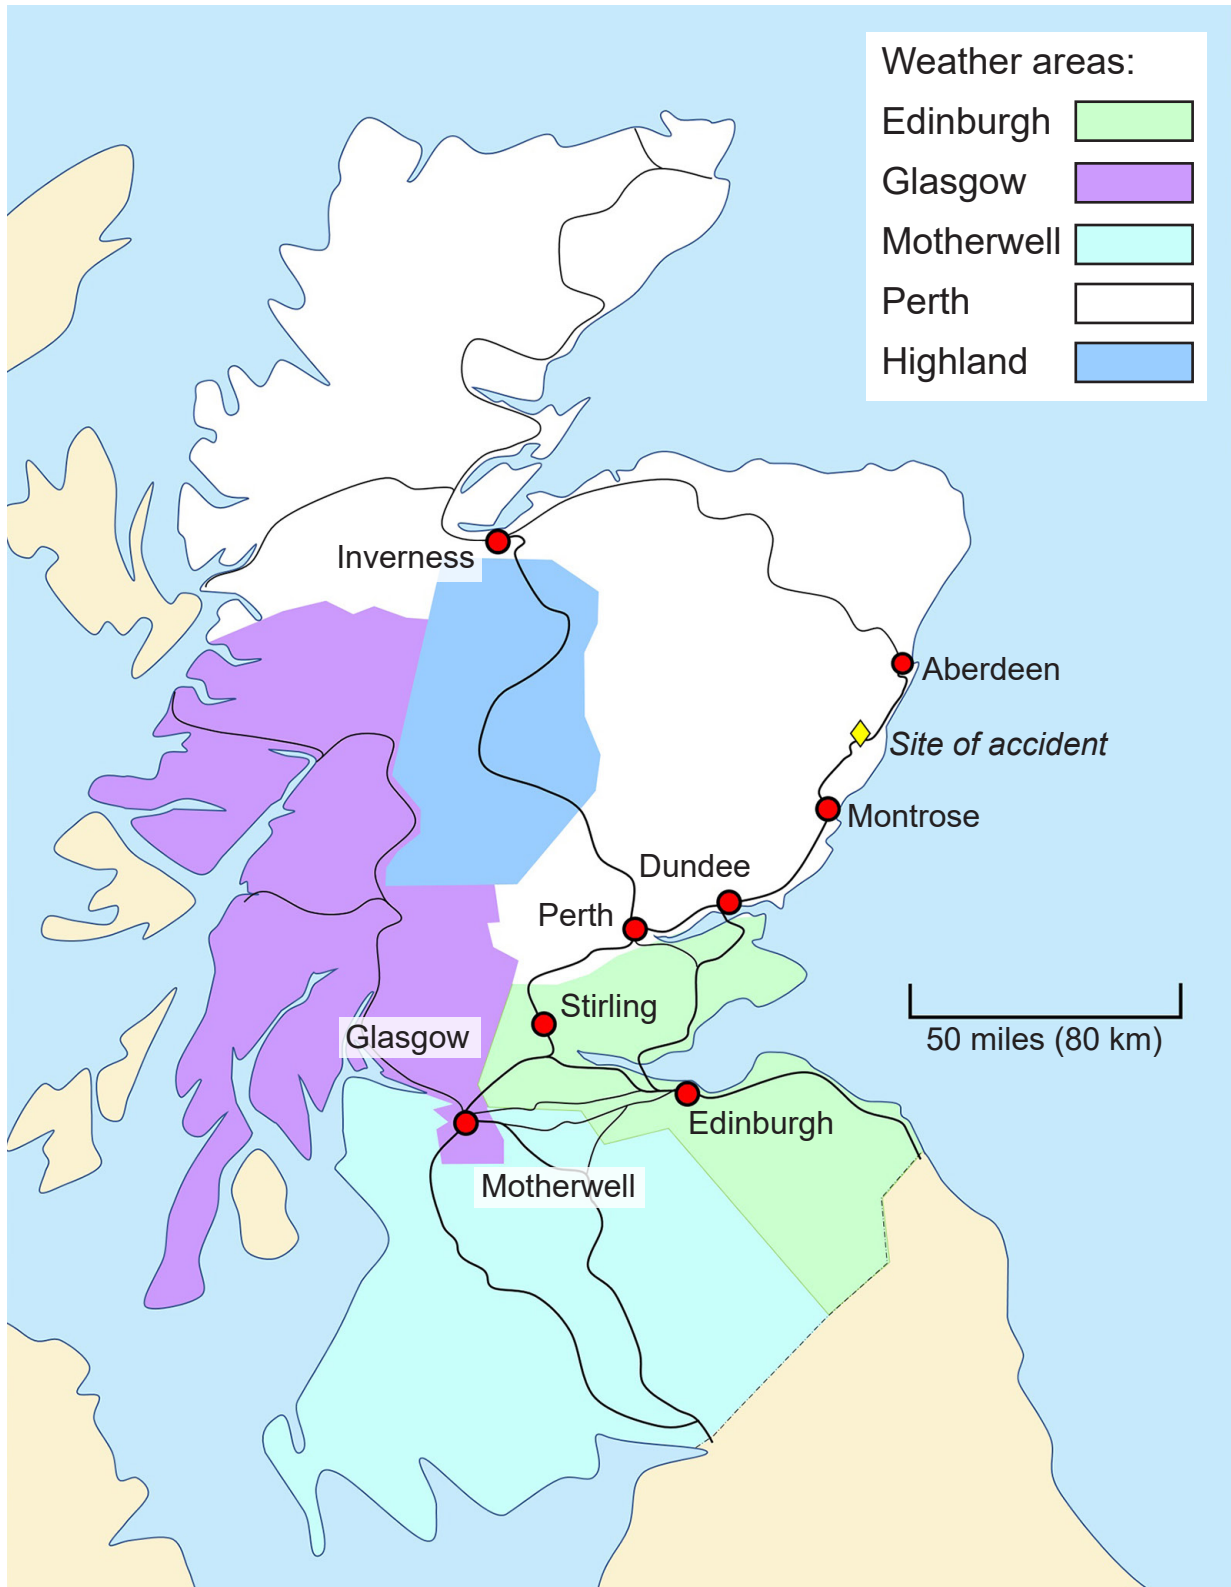 Weather areas:
Edinburgh
Glasgow
Motherwell
Perth
Highland
Inverness
Aberdeen
Site of accident
Montrose
Dundee
Perth
Stirling
50 miles (80 km)
Glasgow
Edinburgh
Motherwell